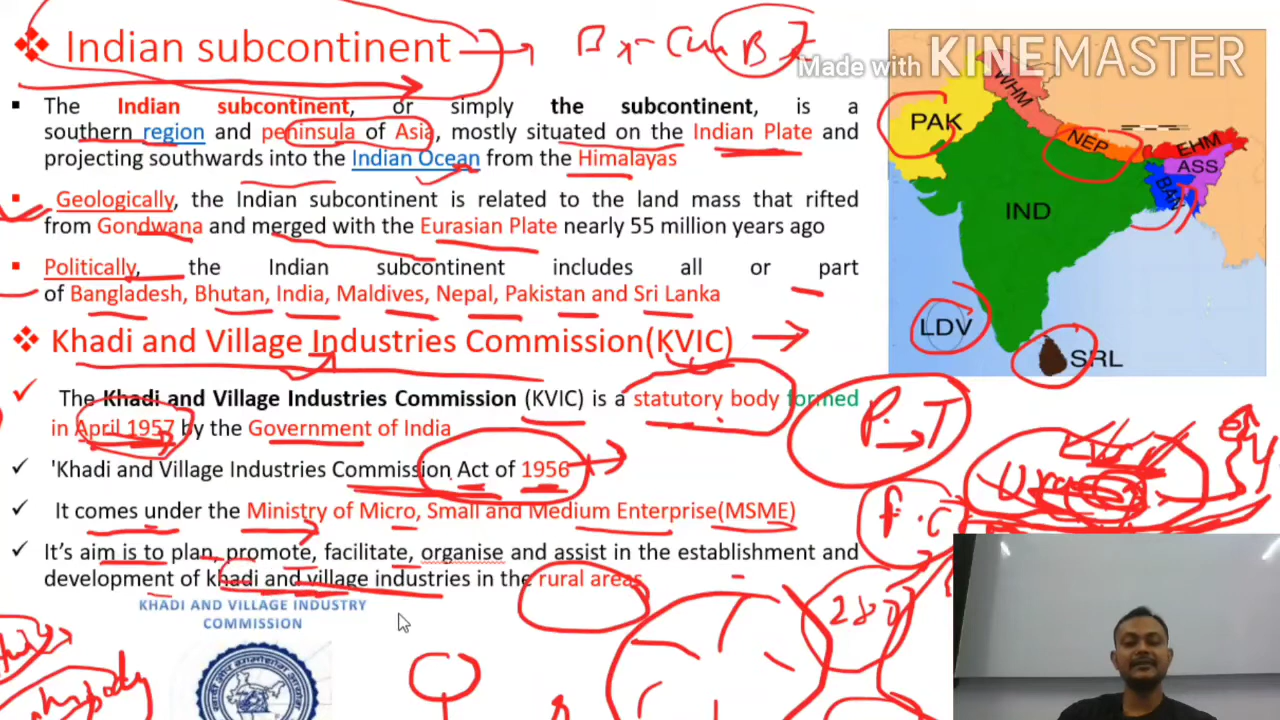 Indian subcontinent
Made with KINEMASTER
The Indian subcontinent, or simply the subcontinent, is a
southern region and peninsula of Asia, mostly situated on the Indian Plate and
projecting southwards into the Indian Ocean from the Himalayas
Geologically, the Indian subcontinent is related to the land mass that rifted
from Gondwana and merged with the Eurasian Plate nearly 55 million years ago
Politically, the Indian subcontinent includes all or part
of Bangladesh, Bhutan, India, Maldives, Nepal, Pakistan and Sri Lanka
WHM
PAK
NEP
EHM
ASS
BAN
IND
LDV
SRL
Khadi and Village Industries Commission(KVIC)
The Khadi and Village Industries Commission (KVIC) is a statutory body formed
in April 1957 by the Government of India
'Khadi and Village Industries Commission Act of 1956
It comes under the Ministry of Micro, Small and Medium Enterprise(MSME)
It's aim is to plan, promote, facilitate, organise and assist in the establishment and
development of khadi and village industries in the rural areas
P. T
f.c
KHADI AND VILLAGE INDUSTRY
COMMISSION